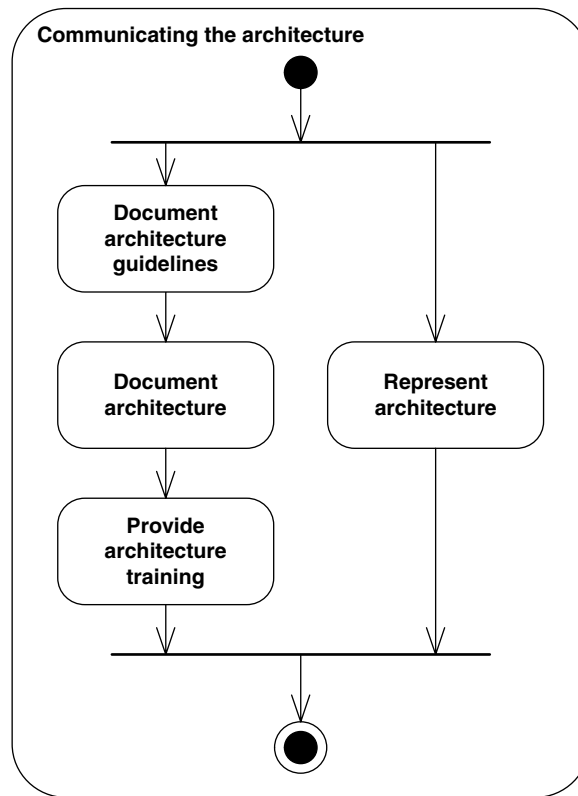 Communicating the architecture
Document
architecture
guidelines
Document
architecture
Represent
architecture
Provide
architecture
training